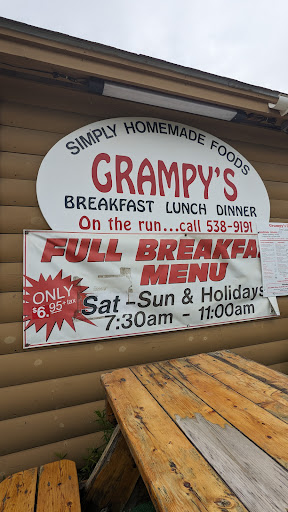 SIMPLY HOMEMADE FOODS
GRAMPY'S
BREAKFAST LUNCH DINNER
On the run...call 538-9191
FULL BREAKFA
MENU
ONLY
$6.95 + tax
Sat - Sun & Holidays
7:30am - 11:00am